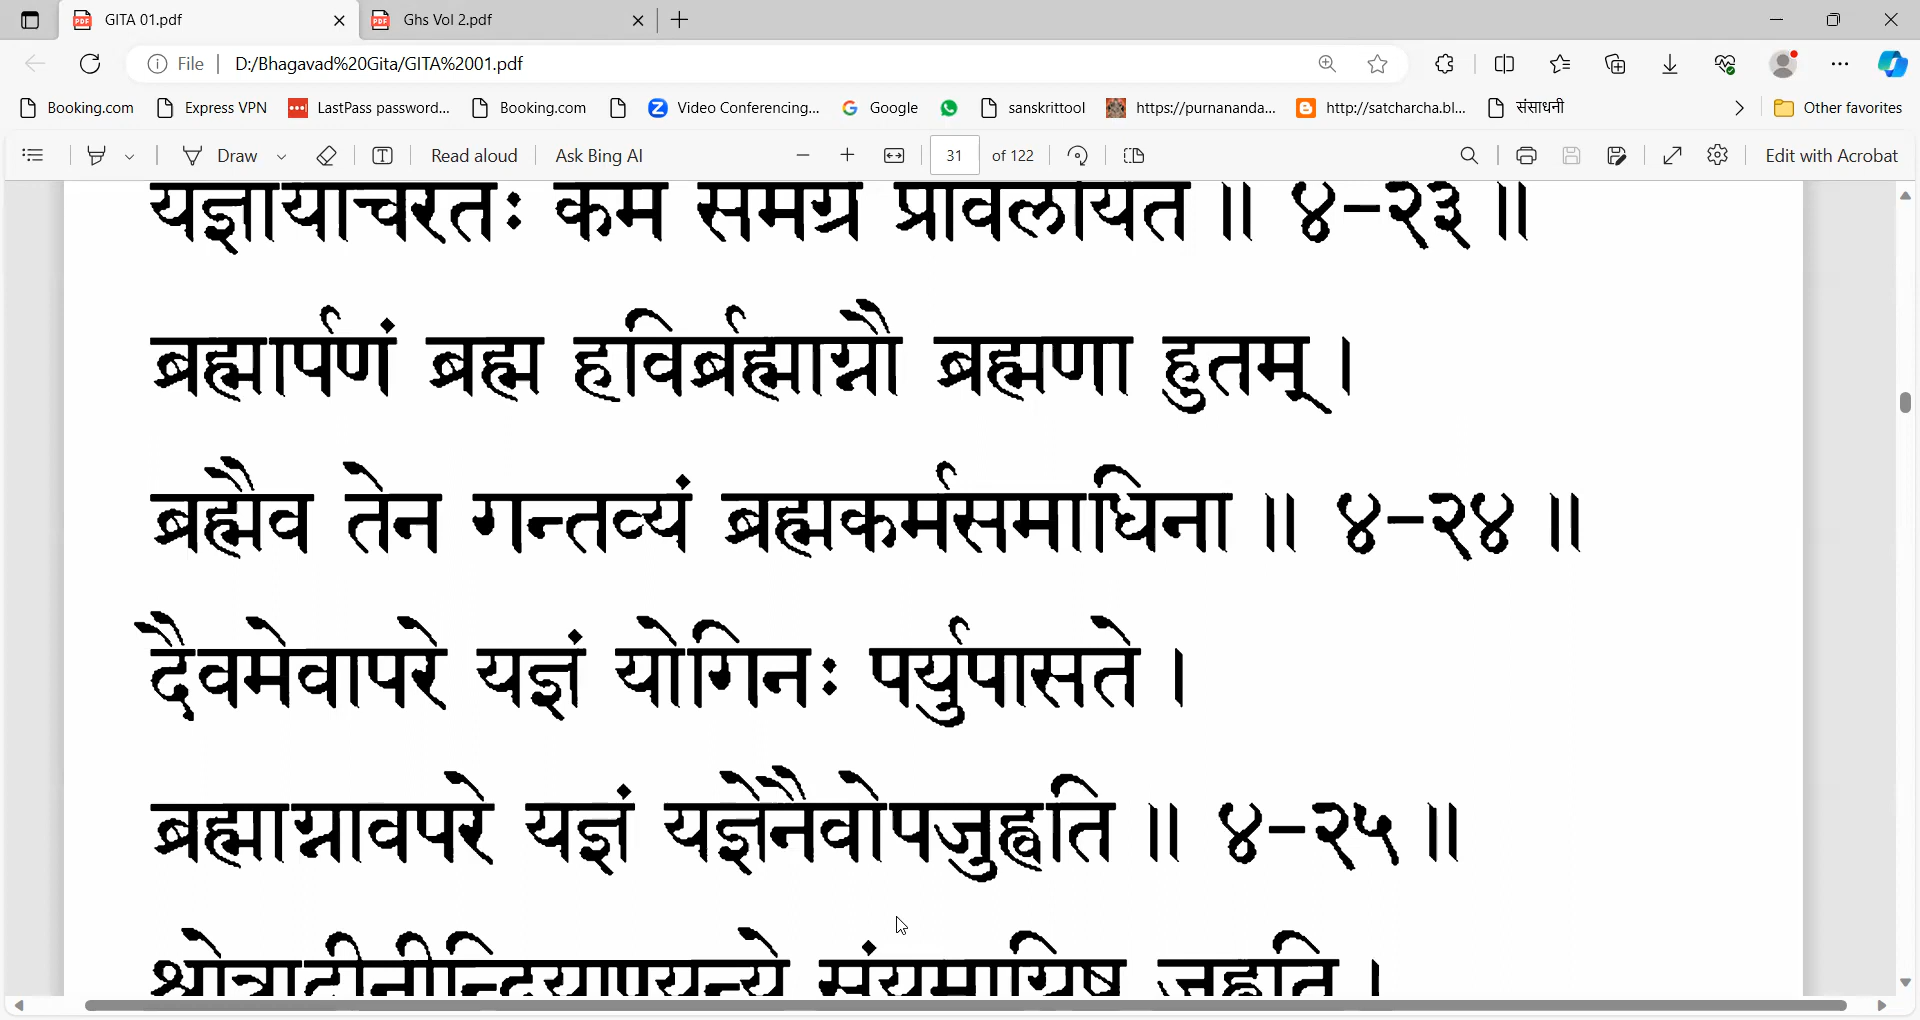 GITA 01.pdf
Ghs Vol 2.pdf
File
D:/Bhagavad%20Gita/GITA%2001.pdf
Booking.com
Express VPN
LastPass password...
Booking.com
Video Conferencing...
Google
sanskrittool
https://purnananda...
http://satcharcha.bl...
संसाधनी
Other favorites
Draw
Read aloud
Ask Bing AI
31 of 122
Edit with Acrobat
यज्ञायाचरतः कर्म समग्रं प्रविलीयते ॥ ४-२३ ॥
ब्रह्मार्पणं ब्रह्म हविर्ब्रह्माग्नौ ब्रह्मणा हुतम् ।
ब्रह्मैव तेन गन्तव्यं ब्रह्मकर्मसमाधिना ॥ ४-२४ ॥
दैवमेवापरे यज्ञं योगिनः पर्युपासते ।
ब्रह्माग्नावपरे यज्ञं यज्ञेनैवोपजुह्वति ॥ ४-२५ ॥
श्रोत्रादीनीन्द्रियाण्यन्ये संयमाग्निषु जुह्वति ।